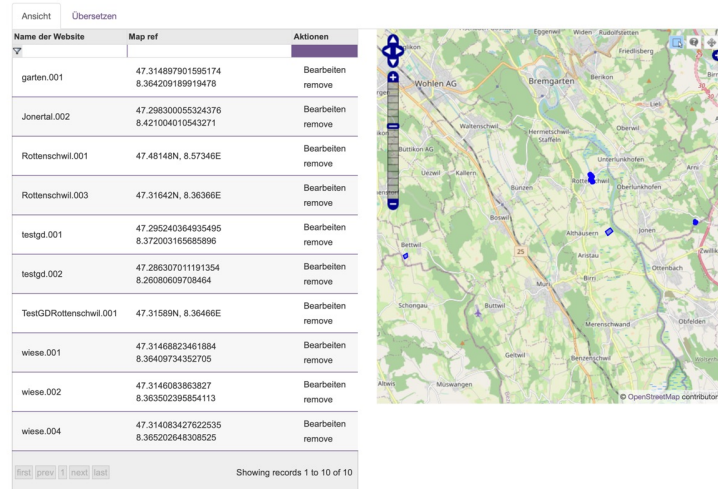 Ansicht
Übersetzen
Name der Website Map ref Aktionen
garten.001 47.314897901595174 Bearbeiten
8.364209189919478 remove
Jonertal.002 47.298300055324376 Bearbeiten
8.421004010543271 remove
Rottenschwil.001 47.48148N, 8.57346E Bearbeiten
remove
Rottenschwil.003 47.31642N, 8.36366E Bearbeiten
remove
testgd.001 47.295240364935495 Bearbeiten
8.372003165685896 remove
testgd.002 47.286307011191354 Bearbeiten
8.26080609708464 remove
TestGDRottenschwil.001 47.31589N, 8.36466E Bearbeiten
remove
wiese.001 47.31468823461884 Bearbeiten
8.36409734352705 remove
wiese.002 47.3146083863827 Bearbeiten
8.363502395854113 remove
wiese.004 47.314083427622535 Bearbeiten
8.365202648308525 remove
first prev 1 next last Showing records 1 to 10 of 10
Eggenwil Widen Rudolfstetten
Friedlisberg
Wohlen AG Bremgarten Berikon
Lieli
Waltenschwil Hermetschwil-
Staffeln Oberwil
Büttikon AG
Unterlunkhofen
Uezwil Kallern Arni
Bünzen Oberlunkhofen
Boswil
Althäusern Jonen
Bettwil 25 Aristau
Ottenbach
Muri Birri
Schongau Buttwil
Merenschwand Obfelden
Geltwil Benzenschwil
Altwis Müswangen
© OpenStreetMap contributor